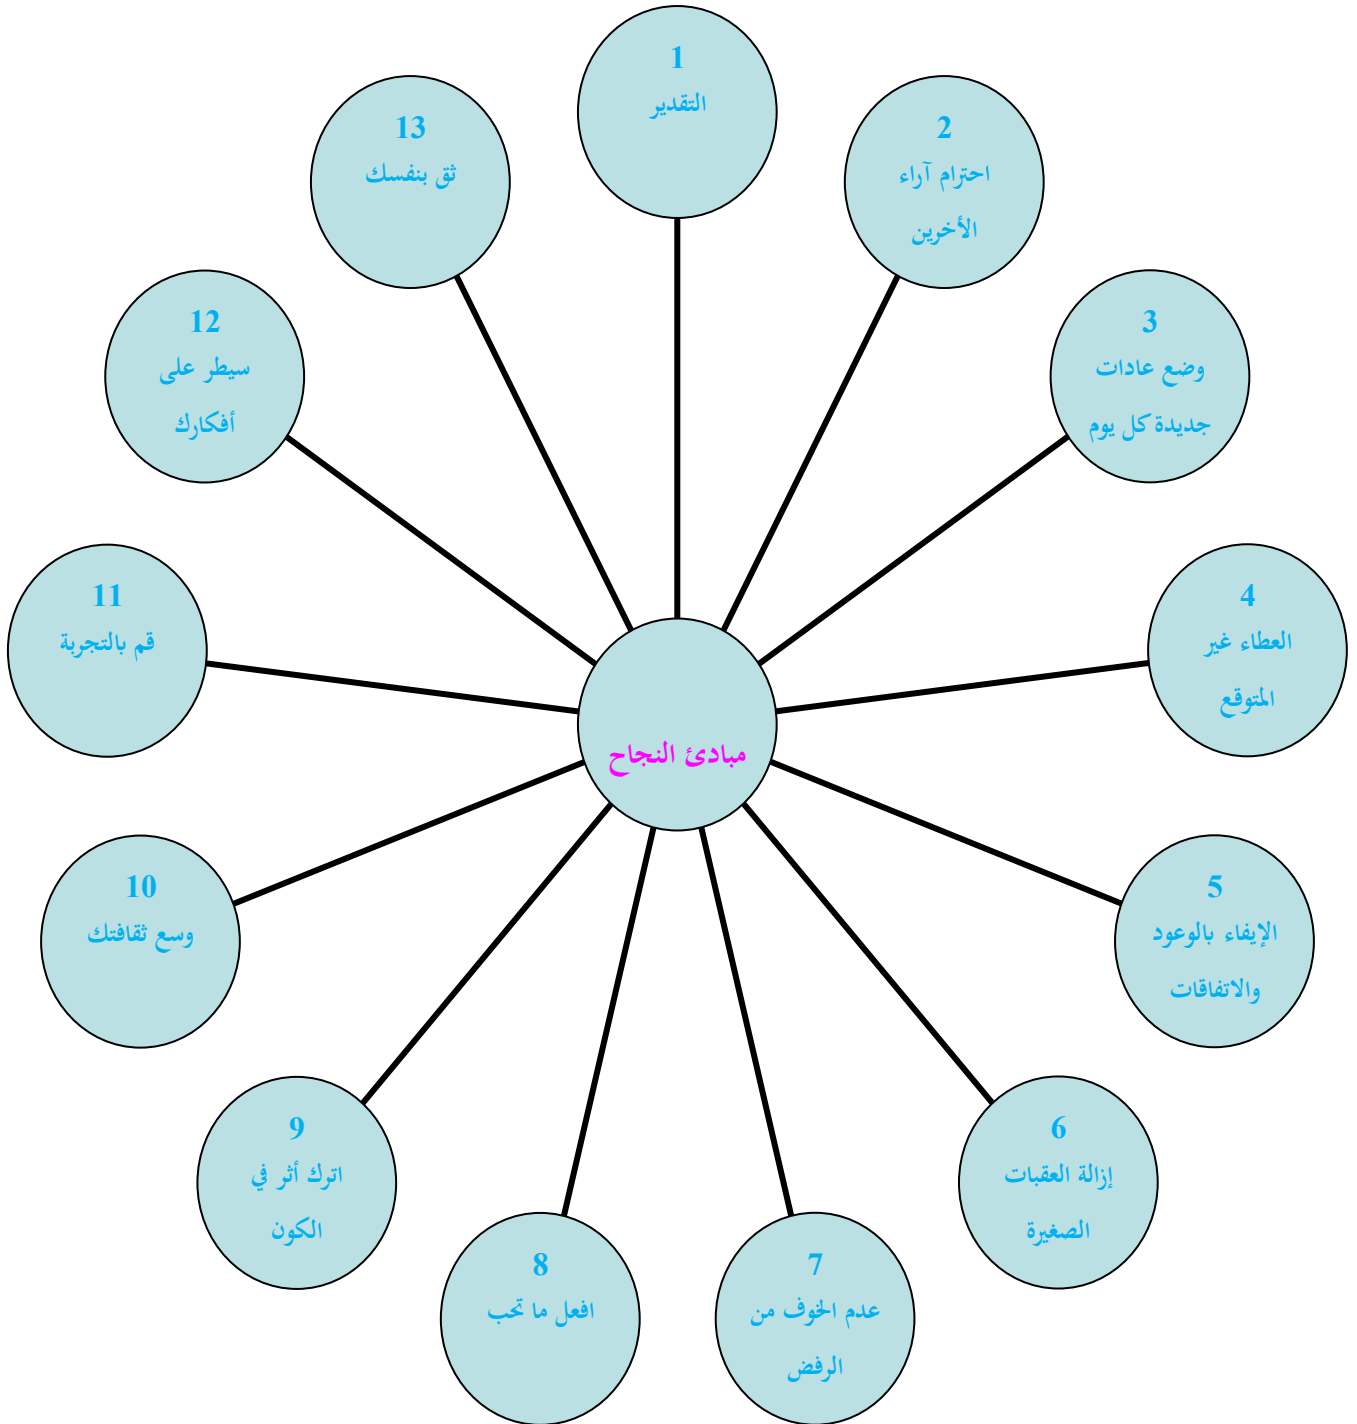 مبادئ النجاح
1
التقدير
2
احترام آراء
الأخرين
3
وضع عادات
جديدة كل يوم
4
العطاء غير
المتوقع
5
الإيفاء بالوعود
والاتفاقات
6
إزالة العقبات
الصغيرة
7
عدم الخوف من
الرفض
8
افعل ما تحب
9
اترك أثر في
الكون
10
وسع ثقافتك
11
قم بالتجربة
12
سيطر على
أفكارك
13
ثق بنفسك